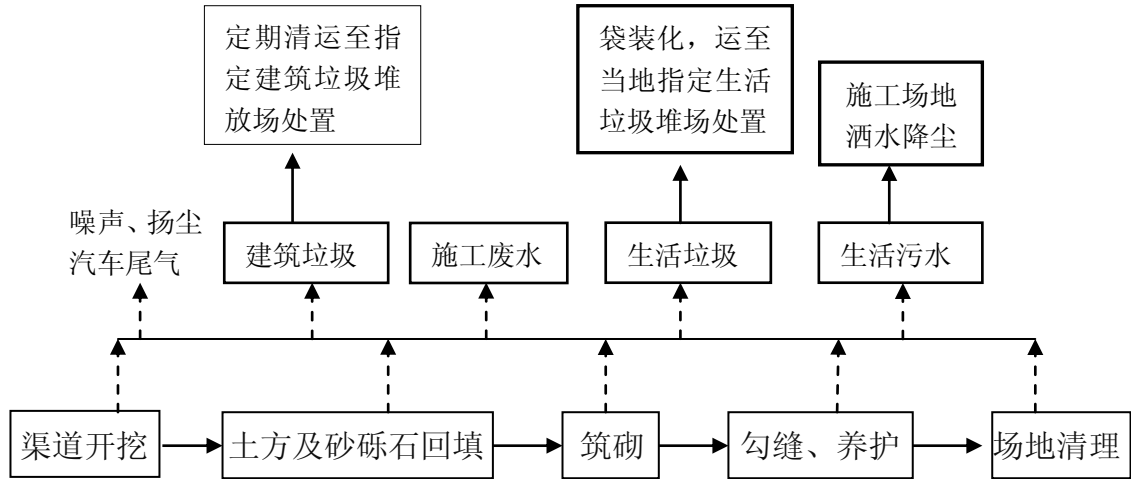 定期清运至指
定建筑垃圾堆
放场处置
袋装化，运至
当地指定生活
垃圾堆场处置
施工场地
洒水降尘
噪声、扬尘
汽车尾气
建筑垃圾
施工废水
生活垃圾
生活污水
渠道开挖
土方及砂砾石回填
筑砌
勾缝、养护
场地清理